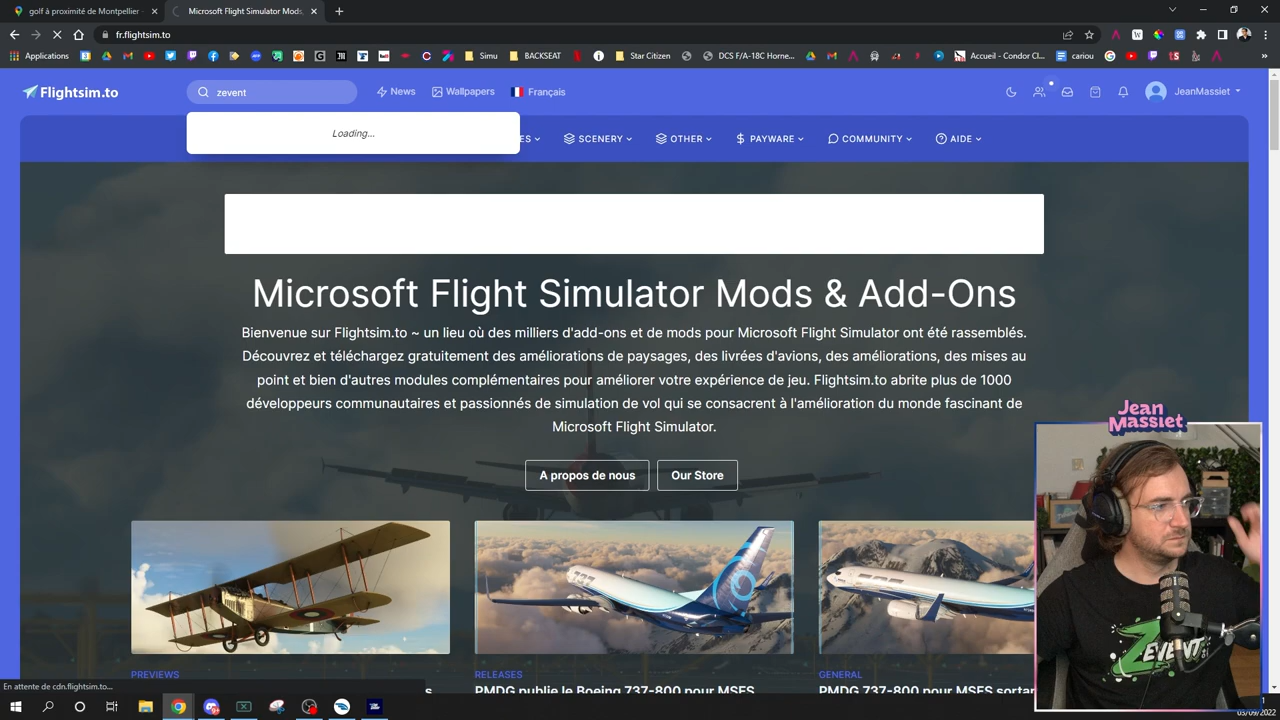 golf à proximité de Montpellier
Microsoft Flight Simulator Mods,
fr.flightsim.to
Applications
Simu
BACKSEAT
Star Citizen
DCS F/A-18C Horne...
Accueil - Condor Cl...
cariou
Flightsim.to
zevent
News
Wallpapers
Français
JeanMassiet
Loading...
ES
SCENERY
OTHER
PAYWARE
COMMUNITY
AIDE
Microsoft Flight Simulator Mods & Add-Ons
Bienvenue sur Flightsim.to ~ un lieu où des milliers d'add-ons et de mods pour Microsoft Flight Simulator ont été rassemblés.
Découvrez et téléchargez gratuitement des améliorations de paysages, des livrées d'avions, des améliorations, des mises au
point et bien d'autres modules complémentaires pour améliorer votre expérience de jeu. Flightsim.to abrite plus de 1000
développeurs communautaires et passionnés de simulation de vol qui se consacrent à l'amélioration du monde fascinant de
Microsoft Flight Simulator.
A propos de nous
Our Store
Jean
Massiet
ZEVENT
PREVIEWS
RELEASES
GENERAL
s
PMDG publie le Boeing 737-800 pour MSFS
PMDG 737-800 pour MSFS sortar
En attente de cdn.flightsim.to...
03/09/2022